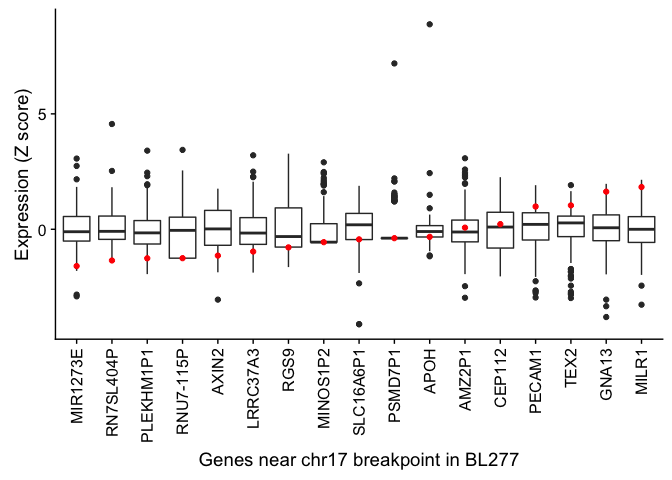 Expression (Z score)
5
0
MIR1273E
RN7SL404P
PLEKHM1P1
RNU7-115P
AXIN2
LRRC37A3
RGS9
MINOS1P2
SLC16A6P1
PSMD7P1
APOH
AMZ2P1
CEP112
PECAM1
TEX2
GNA13
MILR1
Genes near chr17 breakpoint in BL277